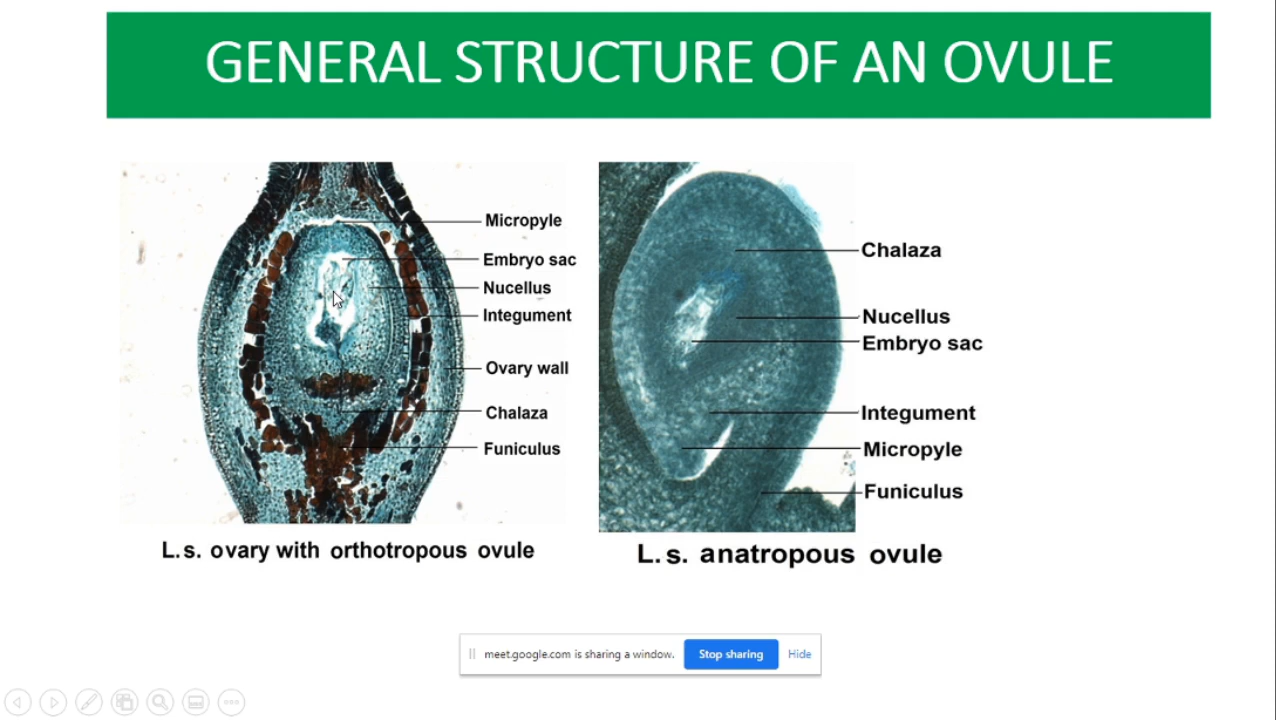 GENERAL STRUCTURE OF AN OVULE
Micropyle
Embryo sac
Nucellus
Integument
Ovary wall
Chalaza
Funiculus
L.s. ovary with orthotropous ovule
Chalaza
Nucellus
Embryo sac
Integument
Micropyle
Funiculus
L.s. anatropous ovule
meet.google.com is sharing a window. Stop sharing Hide